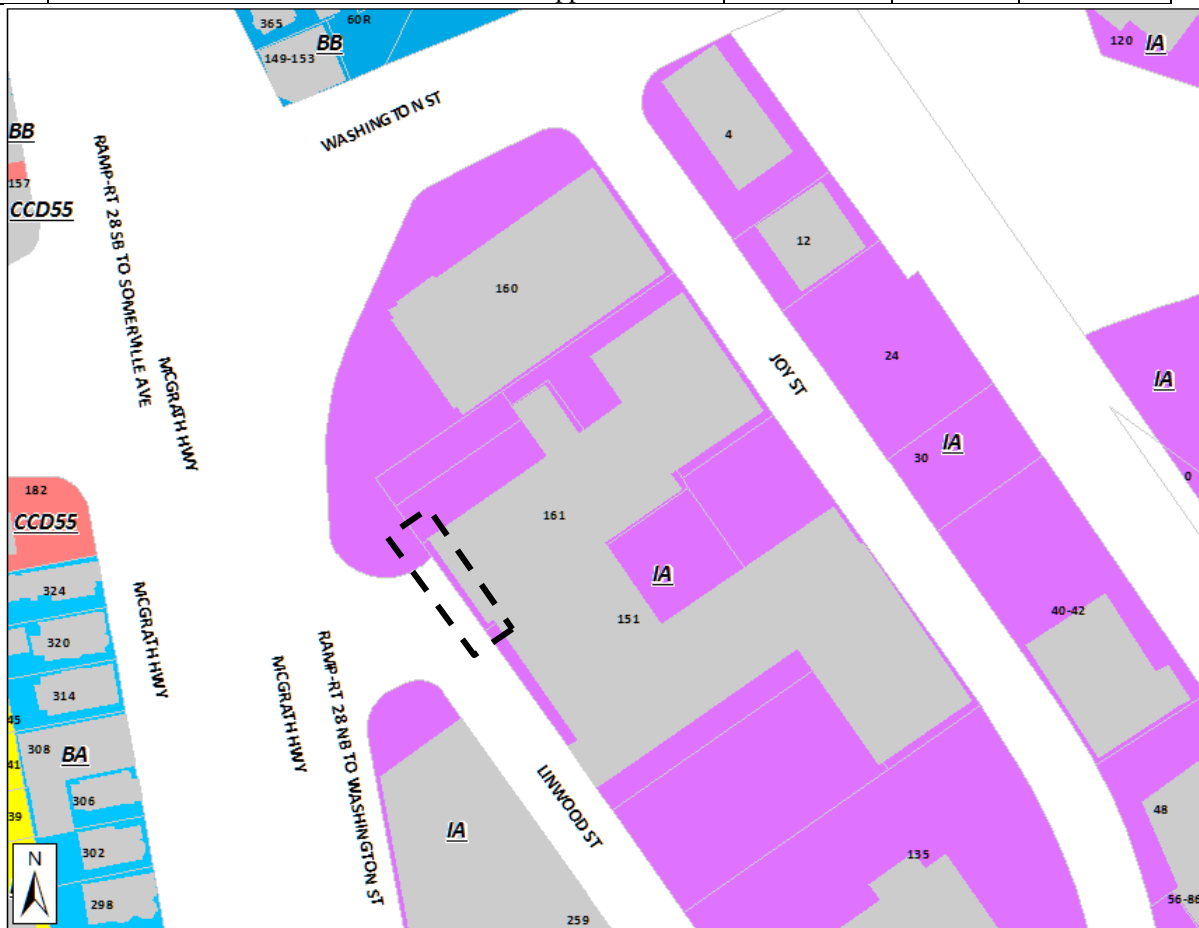 365
60R
BB
149-153
120
IA
WASHINGTON ST
BB
157
CCD55
4
12
RAMP-RT 28 SB TO SOMERVILLE AVE
160
MCGRATH HWY
JOY ST
24
IA
IA
30
0
182
CCD55
161
IA
324
MCGRATH HWY
151
40-42
320
314
RAMP-RT 28 NB TO WASHINGTON ST
MCGRATH HWY
45
308
BA
41
306
LINWOOD ST
39
IA
48
302
135
N
298
259
56-86